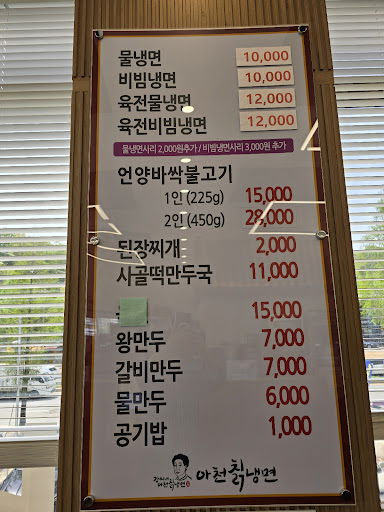 물냉면 10,000
비빔냉면 10,000
육전물냉면 12,000
육전비빔냉면 12,000
물냉면사리 2,000원추가 / 비빔냉면사리 3,000원 추가
언양바싹불고기
1인 (225g) 15,000
2인 (450g) 28,000
된장찌개 2,000
사골떡만두국 11,000
15,000
왕만두 7,000
갈비만두 7,000
물만두 6,000
공기밥 1,000
아천칡냉면